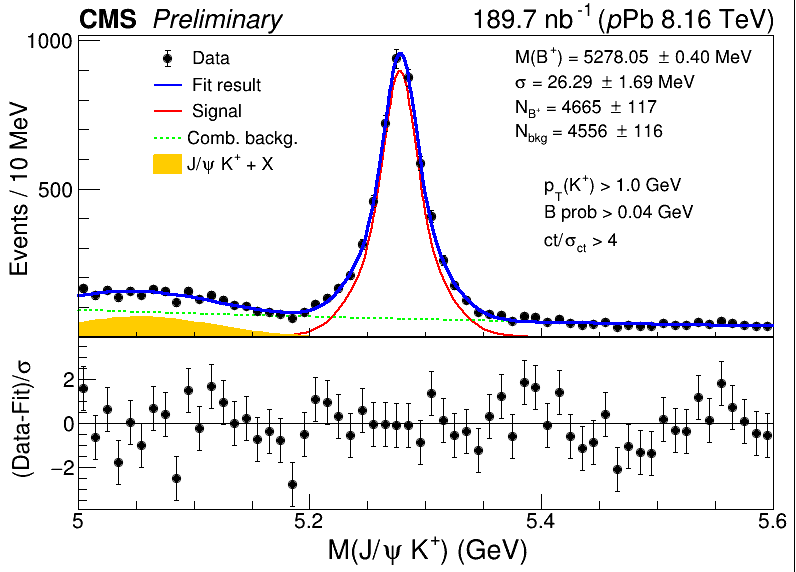 CMS Preliminary 189.7 nb⁻¹ (pPb 8.16 TeV)
1000
500
Events / 10 MeV
Data
Fit result
Signal
Comb. backg.
J/ψ K⁺ + X
M(B⁺) = 5278.05 ± 0.40 MeV
σ = 26.29 ± 1.69 MeV
N_B⁺ = 4665 ± 117
N_bkg = 4556 ± 116
p_T(K⁺) > 1.0 GeV
B prob > 0.04 GeV
ct/σ_ct > 4
2
0
−2
(Data-Fit)/σ
5 5.2 5.4 5.6
M(J/ψ K⁺) (GeV)